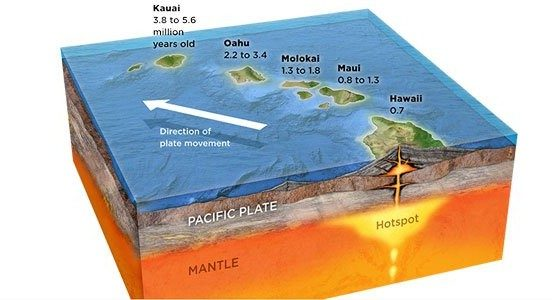 Kauai
3.8 to 5.6
million
years old
Oahu
2.2 to 3.4
Molokai
1.3 to 1.8
Maui
0.8 to 1.3
Hawaii
0.7
Direction of
plate movement
PACIFIC PLATE
Hotspot
MANTLE